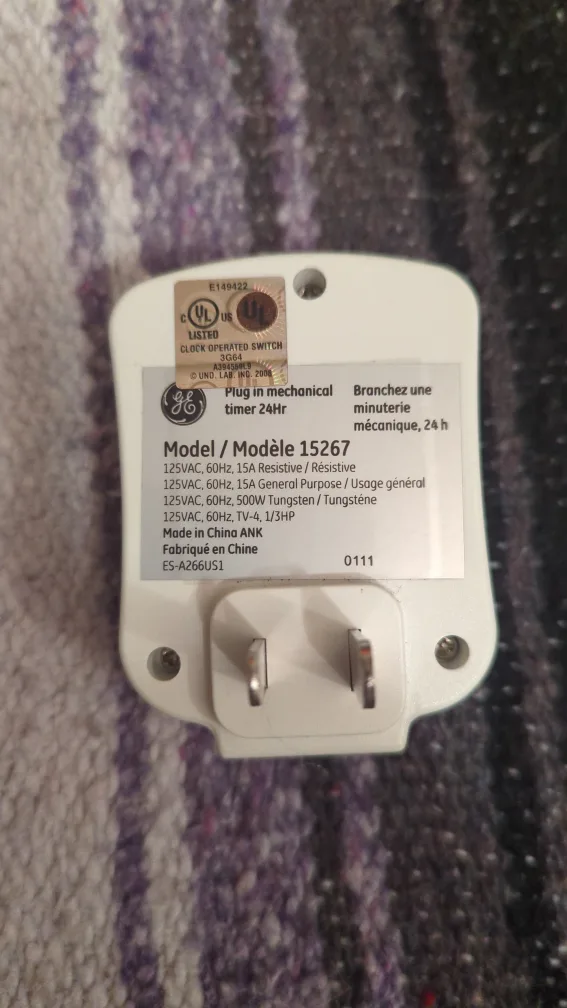 E149422
C UL US UL
LISTED
CLOCK OPERATED SWITCH
3G64
© UND. LAB. INC. 2008
GE
Plug in mechanical
timer 24Hr
Branchez une
minuterie
mécanique, 24 h
Model / Modèle 15267
125VAC, 60Hz, 15A Resistive / Résistive
125VAC, 60Hz, 15A General Purpose / Usage général
125VAC, 60Hz, 500W Tungsten / Tungsténe
125VAC, 60Hz, TV-4, 1/3HP
Made in China ANK
Fabriqué en Chine
ES-A266US1
0111